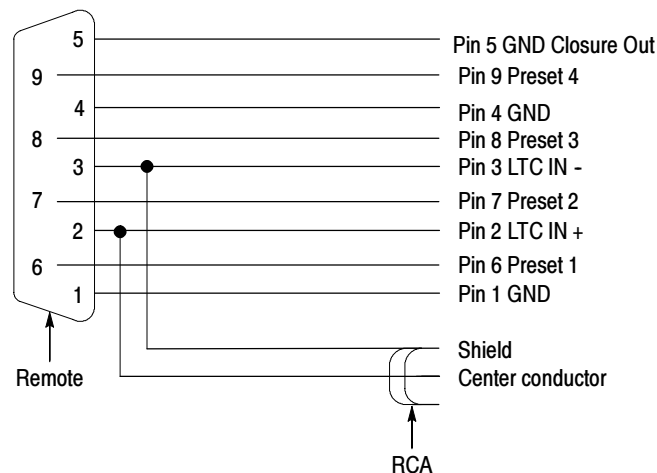 5 Pin 5 GND Closure Out
9 Pin 9 Preset 4
4 Pin 4 GND
8 Pin 8 Preset 3
3 Pin 3 LTC IN -
7 Pin 7 Preset 2
2 Pin 2 LTC IN +
6 Pin 6 Preset 1
1 Pin 1 GND
Shield
Remote Center conductor
RCA